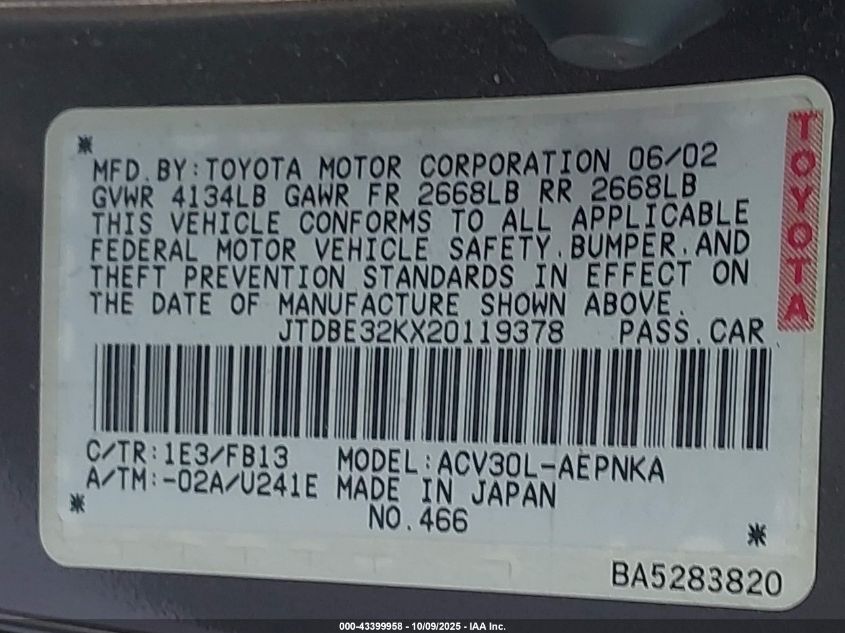 MFD.BY:TOYOTA MOTOR CORPORATION 06/02
GVWR 4134LB GAWR FR 2668LB RR 2668LB
THIS VEHICLE CONFORMS TO ALL APPLICABLE
FEDERAL MOTOR VEHICLE SAFETY.BUMPER.AND
THEFT PREVENTION STANDARDS IN EFFECT ON
THE DATE OF MANUFACTURE SHOWN ABOVE.
JTDBE32KX20119378 PASS.CAR
C/TR:1E3/FB13 MODEL:ACV30L-AEPNKA
A/TM:-02A/U241E MADE IN JAPAN
NO.466
BA5283820
TOYOTA
000-43399958 - 10/09/2025 - IAA Inc.